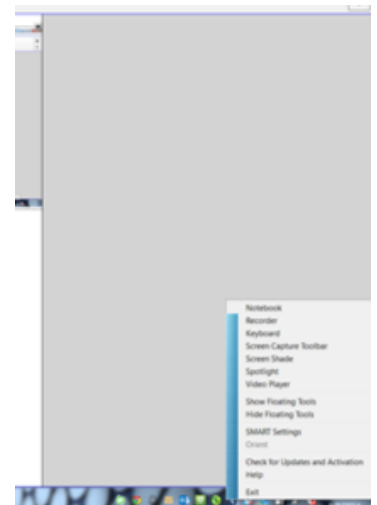 Notebook
Recorder
Keyboard
Screen Capture Toolbar
Screen Shade
Spotlight
Video Player
Show Floating Tools
Hide Floating Tools
SMART Settings
Orient
Check for Updates and Activation
Help
Exit